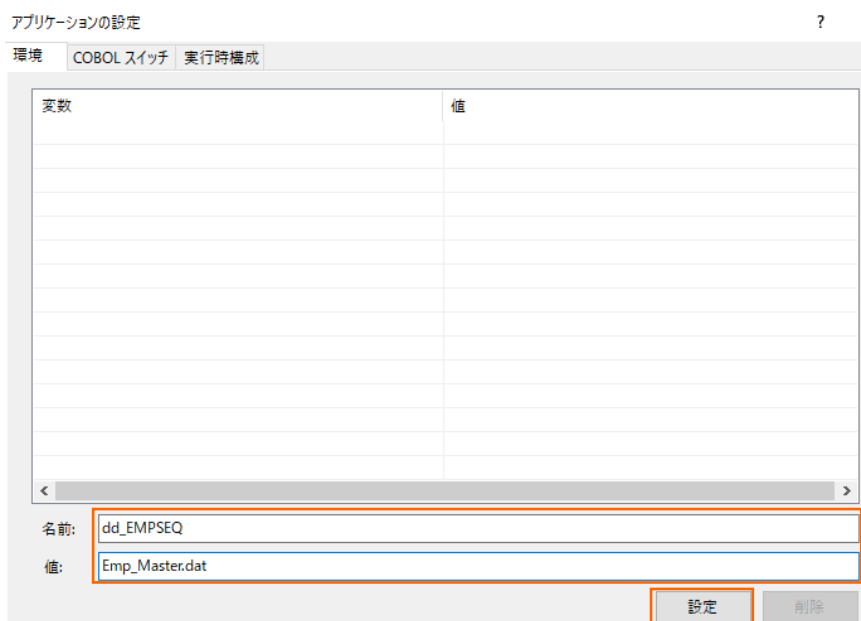 アプリケーションの設定 ?
環境 COBOL スイッチ 実行時構成
変数 値
名前: dd_EMPSEQ
値: Emp_Master.dat
設定 削除